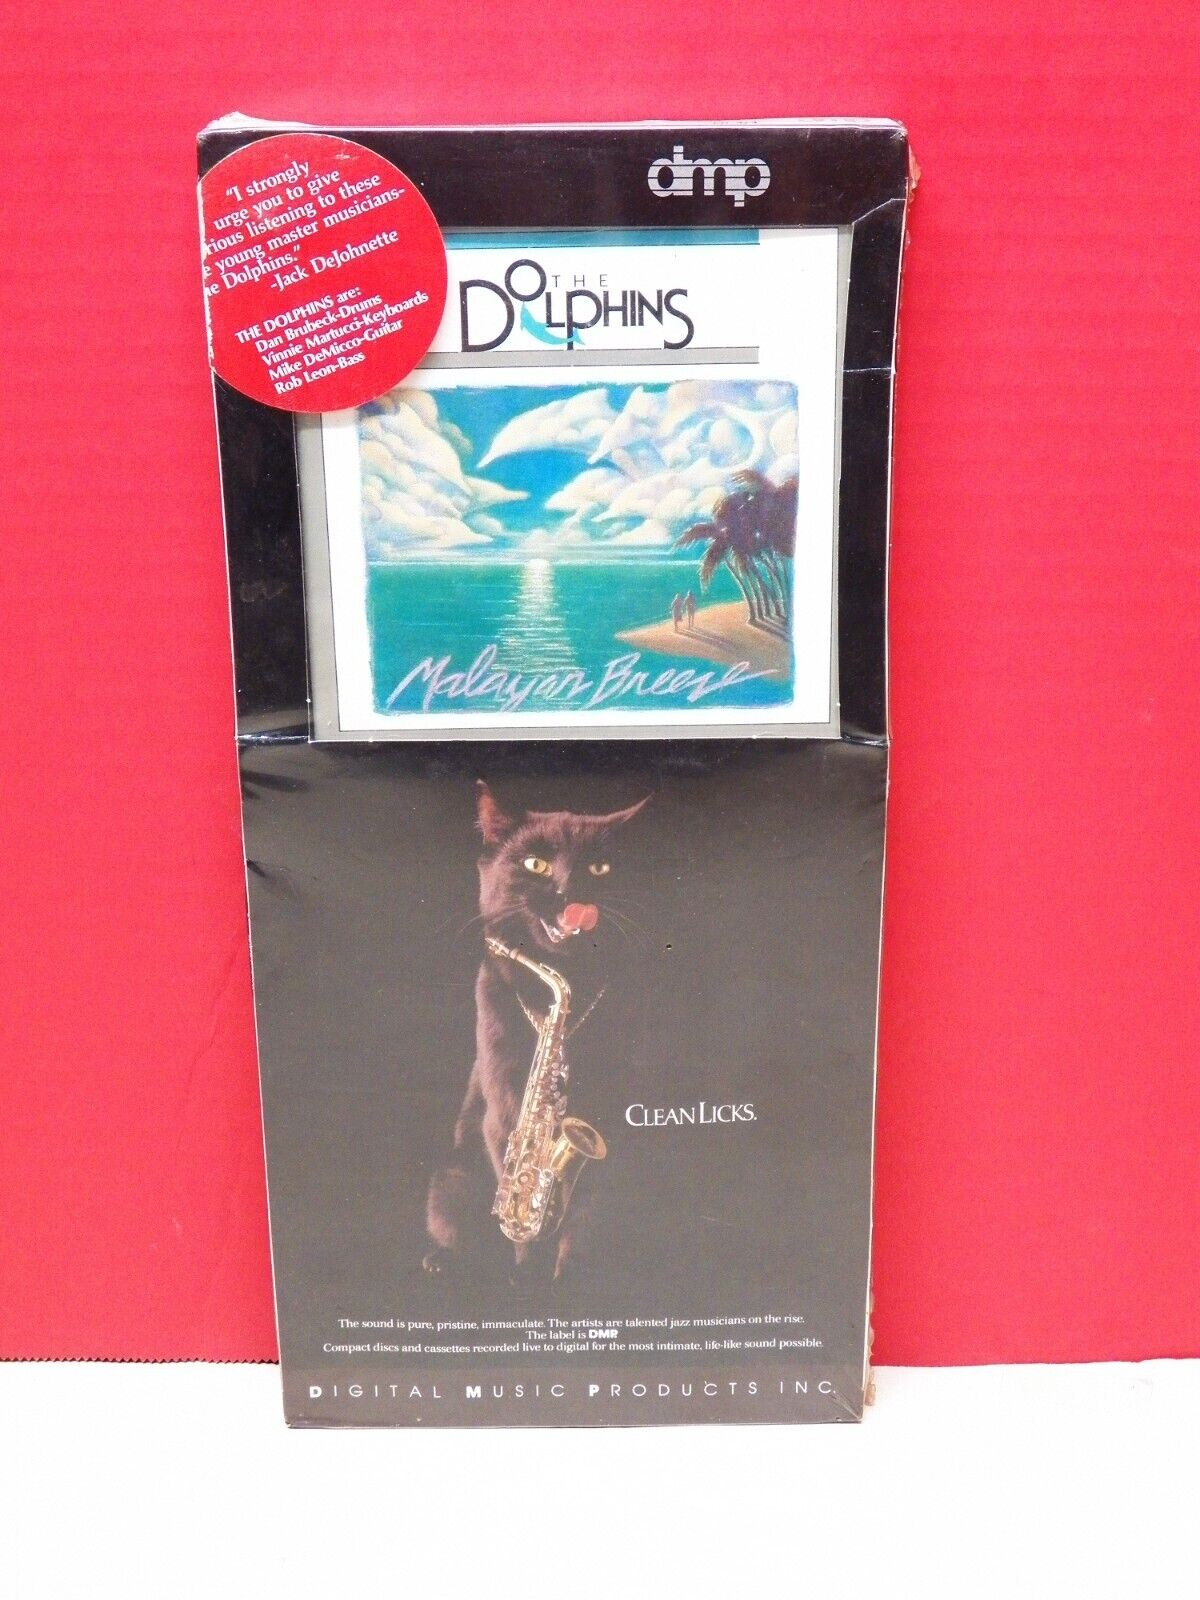 dmp
"I strongly
urge you to give
rious listening to these
e young master musicians-
e Dolphins."
-Jack DeJohnette
THE DOLPHINS are:
Dan Brubeck-Drums
Vinnie Martucci-Keyboards
Mike DeMicco-Guitar
Rob Leon-Bass
THE
DOLPHINS
Malayan Breeze
CLEAN LICKS.
The sound is pure, pristine, immaculate. The artists are talented jazz musicians on the rise.
The label is DMP.
Compact discs and cassettes recorded live to digital for the most intimate, life-like sound possible.
DIGITAL MUSIC PRODUCTS INC.